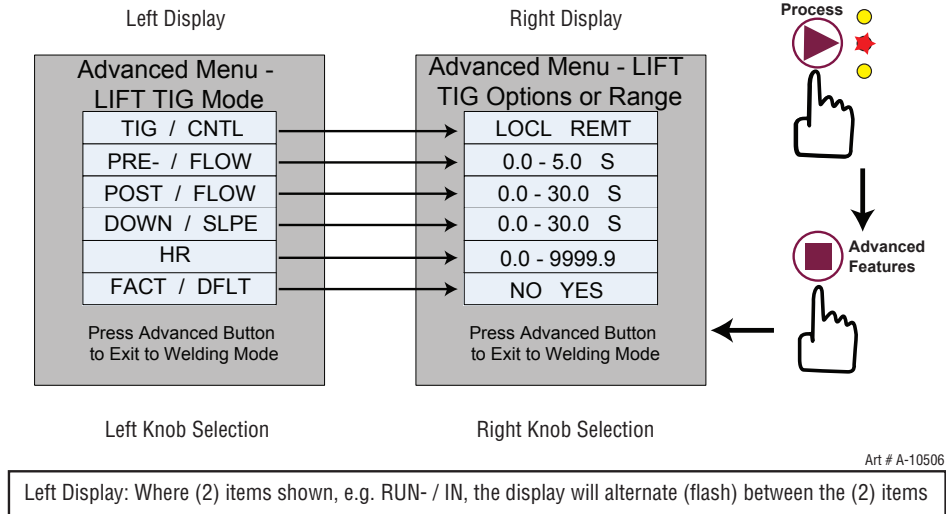 Left Display
Right Display
Process
Advanced Menu -
LIFT TIG Mode
Advanced Menu - LIFT
TIG Options or Range
TIG / CNTL
LOCL REMT
PRE- / FLOW
0.0 - 5.0 S
POST / FLOW
0.0 - 30.0 S
DOWN / SLPE
0.0 - 30.0 S
HR
0.0 - 9999.9
FACT / DFLT
NO YES
Press Advanced Button
to Exit to Welding Mode
Press Advanced Button
to Exit to Welding Mode
Advanced
Features
Left Knob Selection
Right Knob Selection
Art # A-10506
Left Display: Where (2) items shown, e.g. RUN- / IN, the display will alternate (flash) between the (2) items